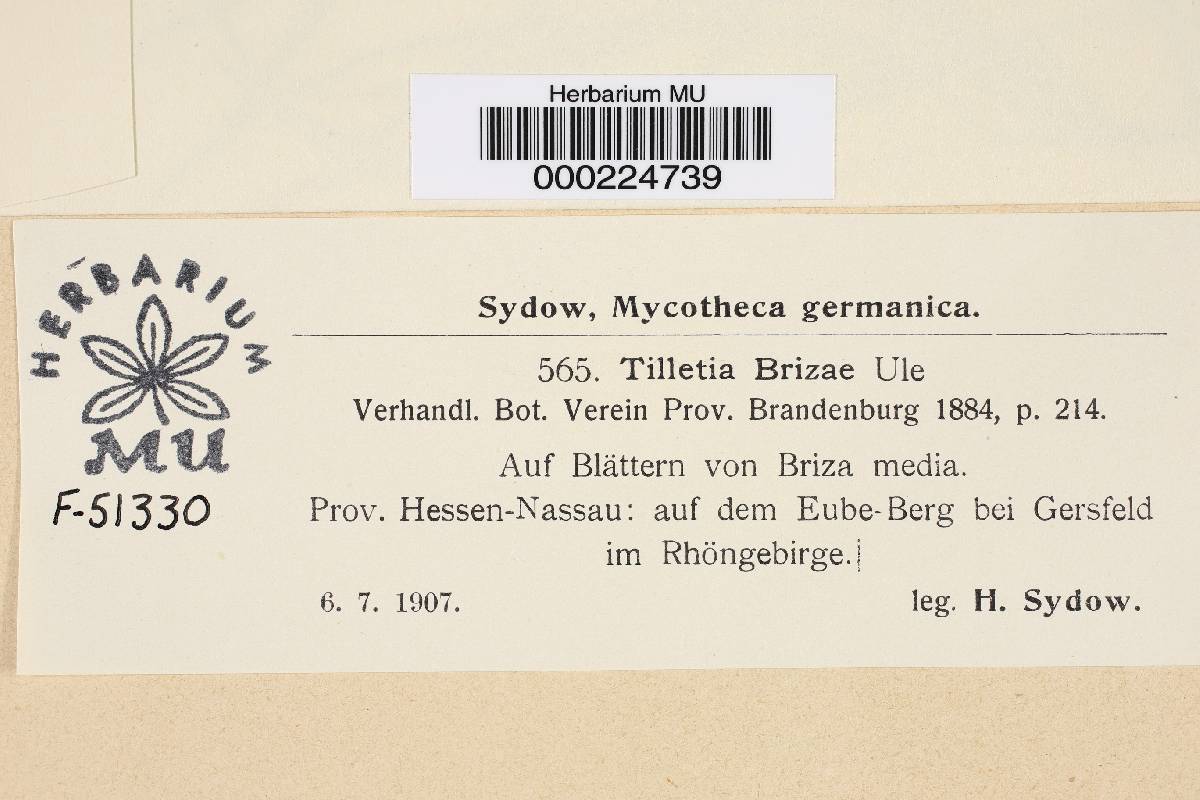 Herbarium MU
000224739
HERBARIUM
MU
F-51330
Sydow, Mycotheca germanica.
565. Tilletia Brizae Ule
Verhandl. Bot. Verein Prov. Brandenburg 1884, p. 214.
Auf Blättern von Briza media.
Prov. Hessen-Nassau: auf dem Eube-Berg bei Gersfeld
im Rhöngebirge.
6. 7. 1907. leg. H. Sydow.